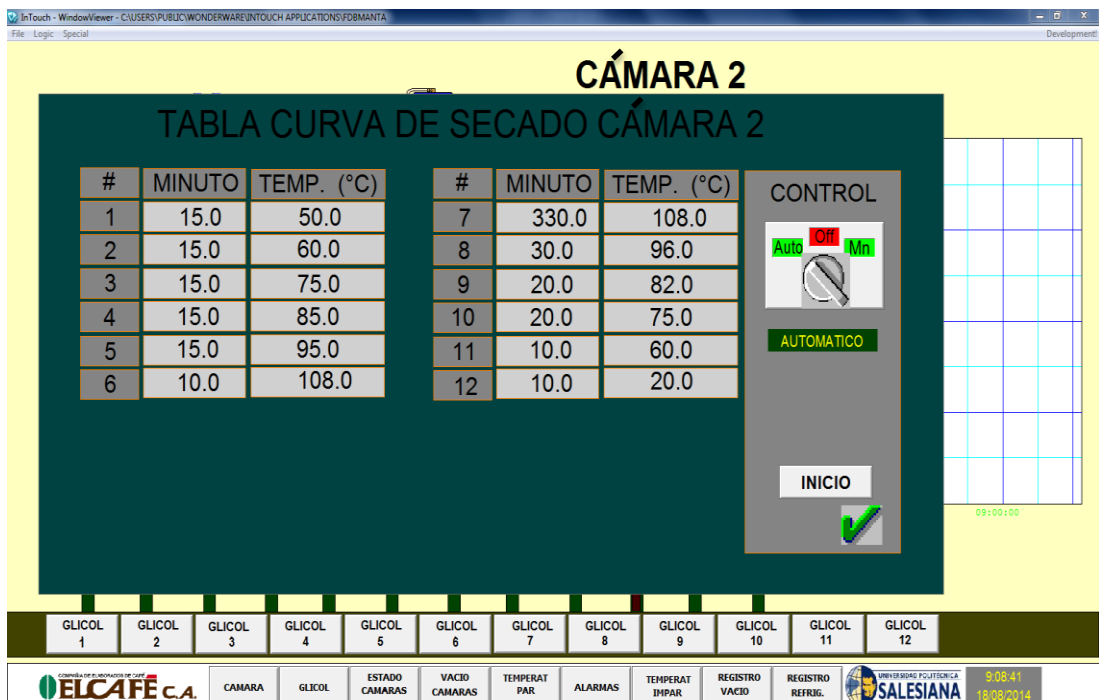 InTouch - WindowViewer - C:\USERS\PUBLIC\WONDERWARE\INTOUCH APPLICATIONS\FDBMANTA
File Logic Special Development!
CÁMARA 2
TABLA CURVA DE SECADO CÁMARA 2
# MINUTO TEMP. (°C)
1 15.0 50.0
2 15.0 60.0
3 15.0 75.0
4 15.0 85.0
5 15.0 95.0
6 10.0 108.0
# MINUTO TEMP. (°C)
7 330.0 108.0
8 30.0 96.0
9 20.0 82.0
10 20.0 75.0
11 10.0 60.0
12 10.0 20.0
CONTROL
Auto Off Mn
AUTOMATICO
INICIO
09:00:00
GLICOL 1
GLICOL 2
GLICOL 3
GLICOL 4
GLICOL 5
GLICOL 6
GLICOL 7
GLICOL 8
GLICOL 9
GLICOL 10
GLICOL 11
GLICOL 12
COMPAÑÍA DE ELABORADOS DE CAFÉ
ELCAFÉ C.A.
CAMARA
GLICOL
ESTADO CAMARAS
VACIO CAMARAS
TEMPERAT PAR
ALARMAS
TEMPERAT IMPAR
REGISTRO VACIO
REGISTRO REFRIG.
UNIVERSIDAD POLITÉCNICA
SALESIANA
9:08:41
18/08/2014